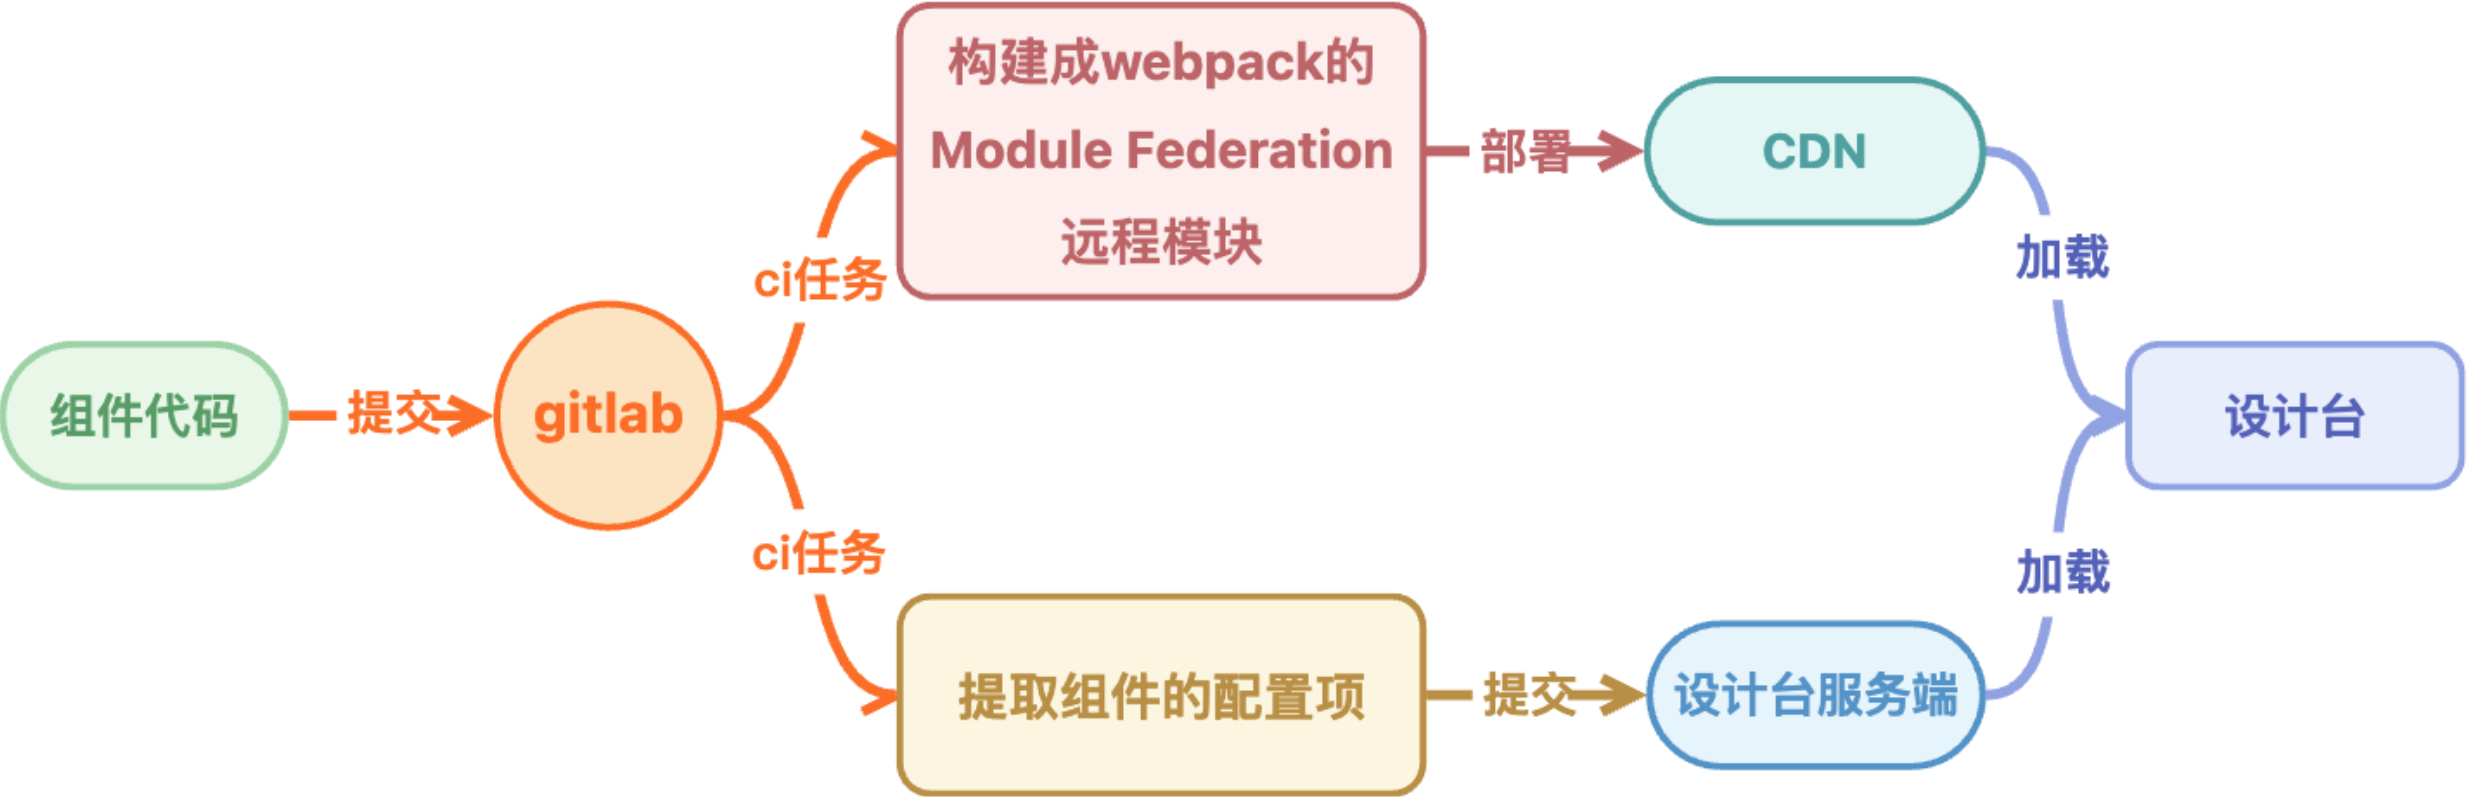 组件代码
提交
gitlab
ci任务
构建成webpack的
Module Federation
远程模块
部署
CDN
加载
ci任务
提取组件的配置项
提交
设计台服务端
加载
设计台